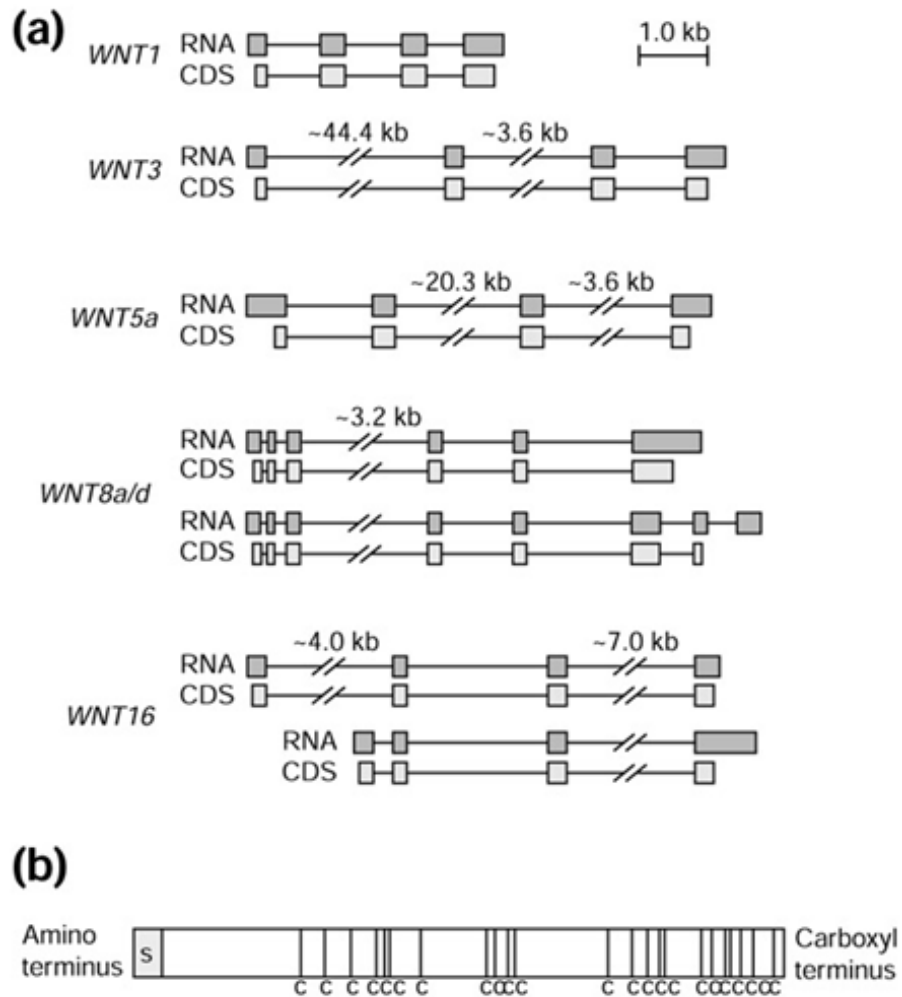 (a)
WNT1 RNA 1.0 kb
CDS
~44.4 kb ~3.6 kb
WNT3 RNA
CDS
~20.3 kb ~3.6 kb
WNT5a RNA
CDS
~3.2 kb
RNA
CDS
WNT8a/d
RNA
CDS
~4.0 kb ~7.0 kb
RNA
CDS
WNT16
RNA
CDS
(b)
Amino terminus S Carboxyl terminus
C C C CCC C CCCC C CCCC CCCCCCC